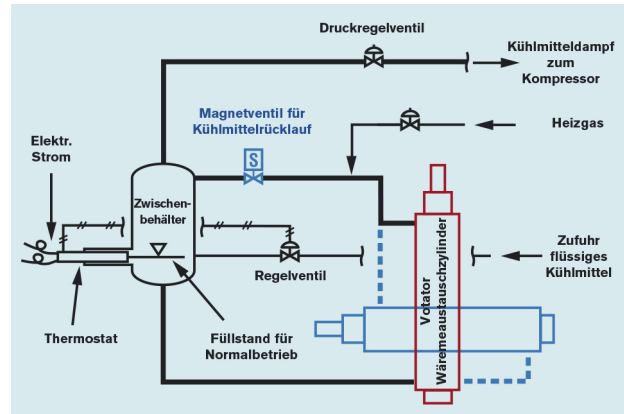 Druckregelventil
Kühlmitteldampf
zum
Kompressor
Magnetventil für
Kühlmittelrücklauf
Heizgas
Elektr.
Strom
S
Zwischen-
behälter
Zufuhr
flüssiges
Kühlmittel
Regelventil
Votator
Wäremeaustauschzylinder
Thermostat
Füllstand für
Normalbetrieb